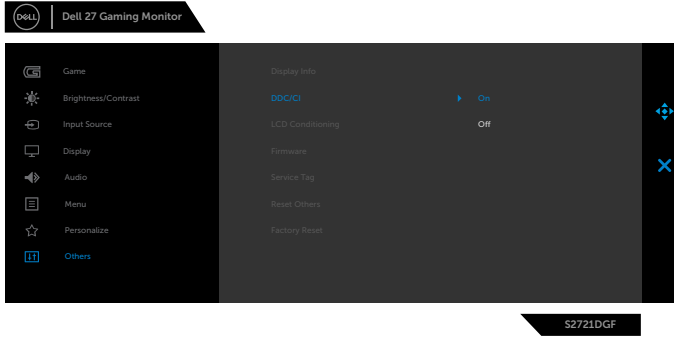 DELL
Dell 27 Gaming Monitor
Game
Display Info
Brightness/Contrast
DDC/CI
On
Input Source
LCD Conditioning
Off
Display
Firmware
Audio
Service Tag
Menu
Reset Others
Personalize
Factory Reset
Others
S2721DGF